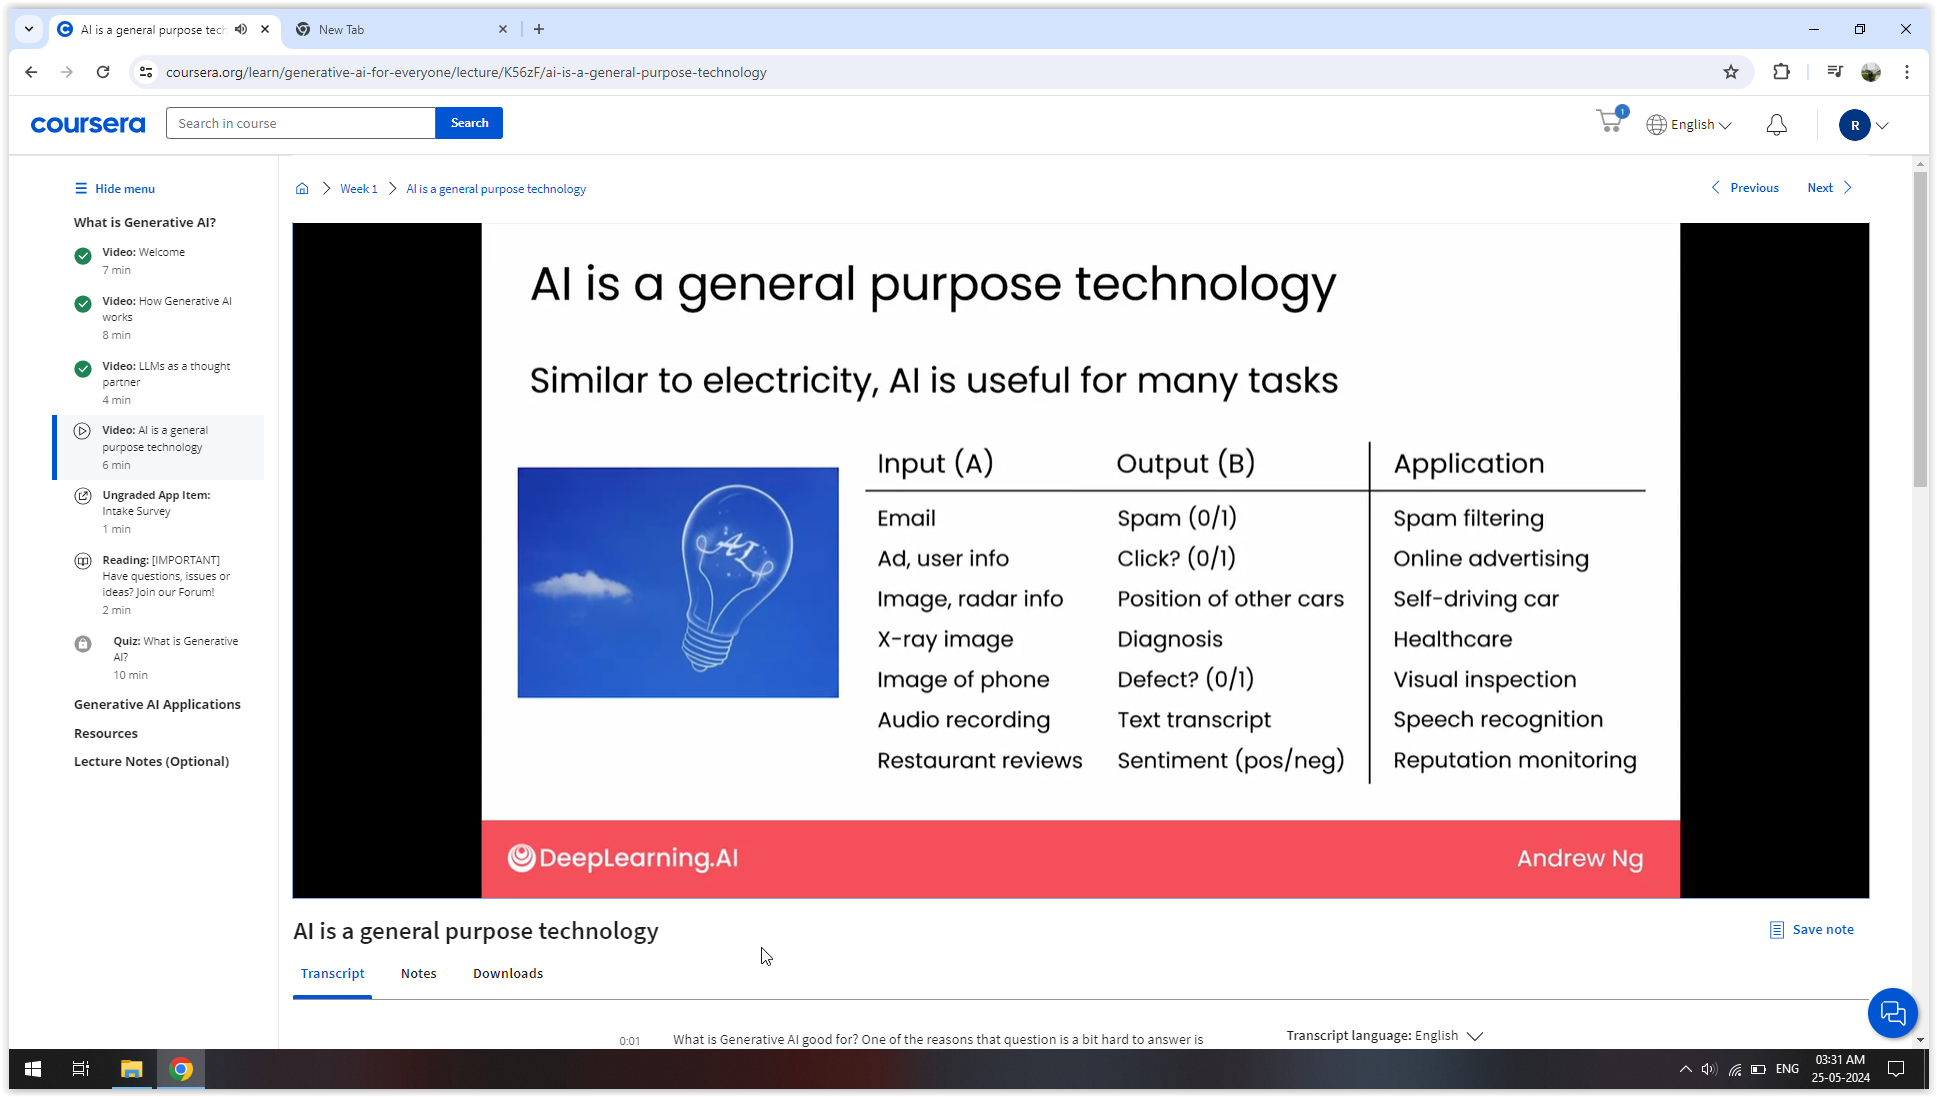 AI is a general purpose tech
New Tab
coursera.org/learn/generative-ai-for-everyone/lecture/K56zF/ai-is-a-general-purpose-technology
coursera
Search in course
Search
1
English
R
Hide menu
What is Generative AI?
Video: Welcome
7 min
Video: How Generative AI
works
8 min
Video: LLMs as a thought
partner
4 min
Video: AI is a general
purpose technology
6 min
Ungraded App Item:
Intake Survey
1 min
Reading: [IMPORTANT]
Have questions, issues or
ideas? Join our Forum!
2 min
Quiz: What is Generative
AI?
10 min
Generative AI Applications
Resources
Lecture Notes (Optional)
Week 1
AI is a general purpose technology
Previous
Next
AI is a general purpose technology
Similar to electricity, AI is useful for many tasks
AI
Input (A) Output (B) Application
Email Spam (0/1) Spam filtering
Ad, user info Click? (0/1) Online advertising
Image, radar info Position of other cars Self-driving car
X-ray image Diagnosis Healthcare
Image of phone Defect? (0/1) Visual inspection
Audio recording Text transcript Speech recognition
Restaurant reviews Sentiment (pos/neg) Reputation monitoring
DeepLearning.AI
Andrew Ng
AI is a general purpose technology
Save note
Transcript Notes Downloads
0:01 What is Generative AI good for? One of the reasons that question is a bit hard to answer is
Transcript language: English
ENG
03:31 AM
25-05-2024